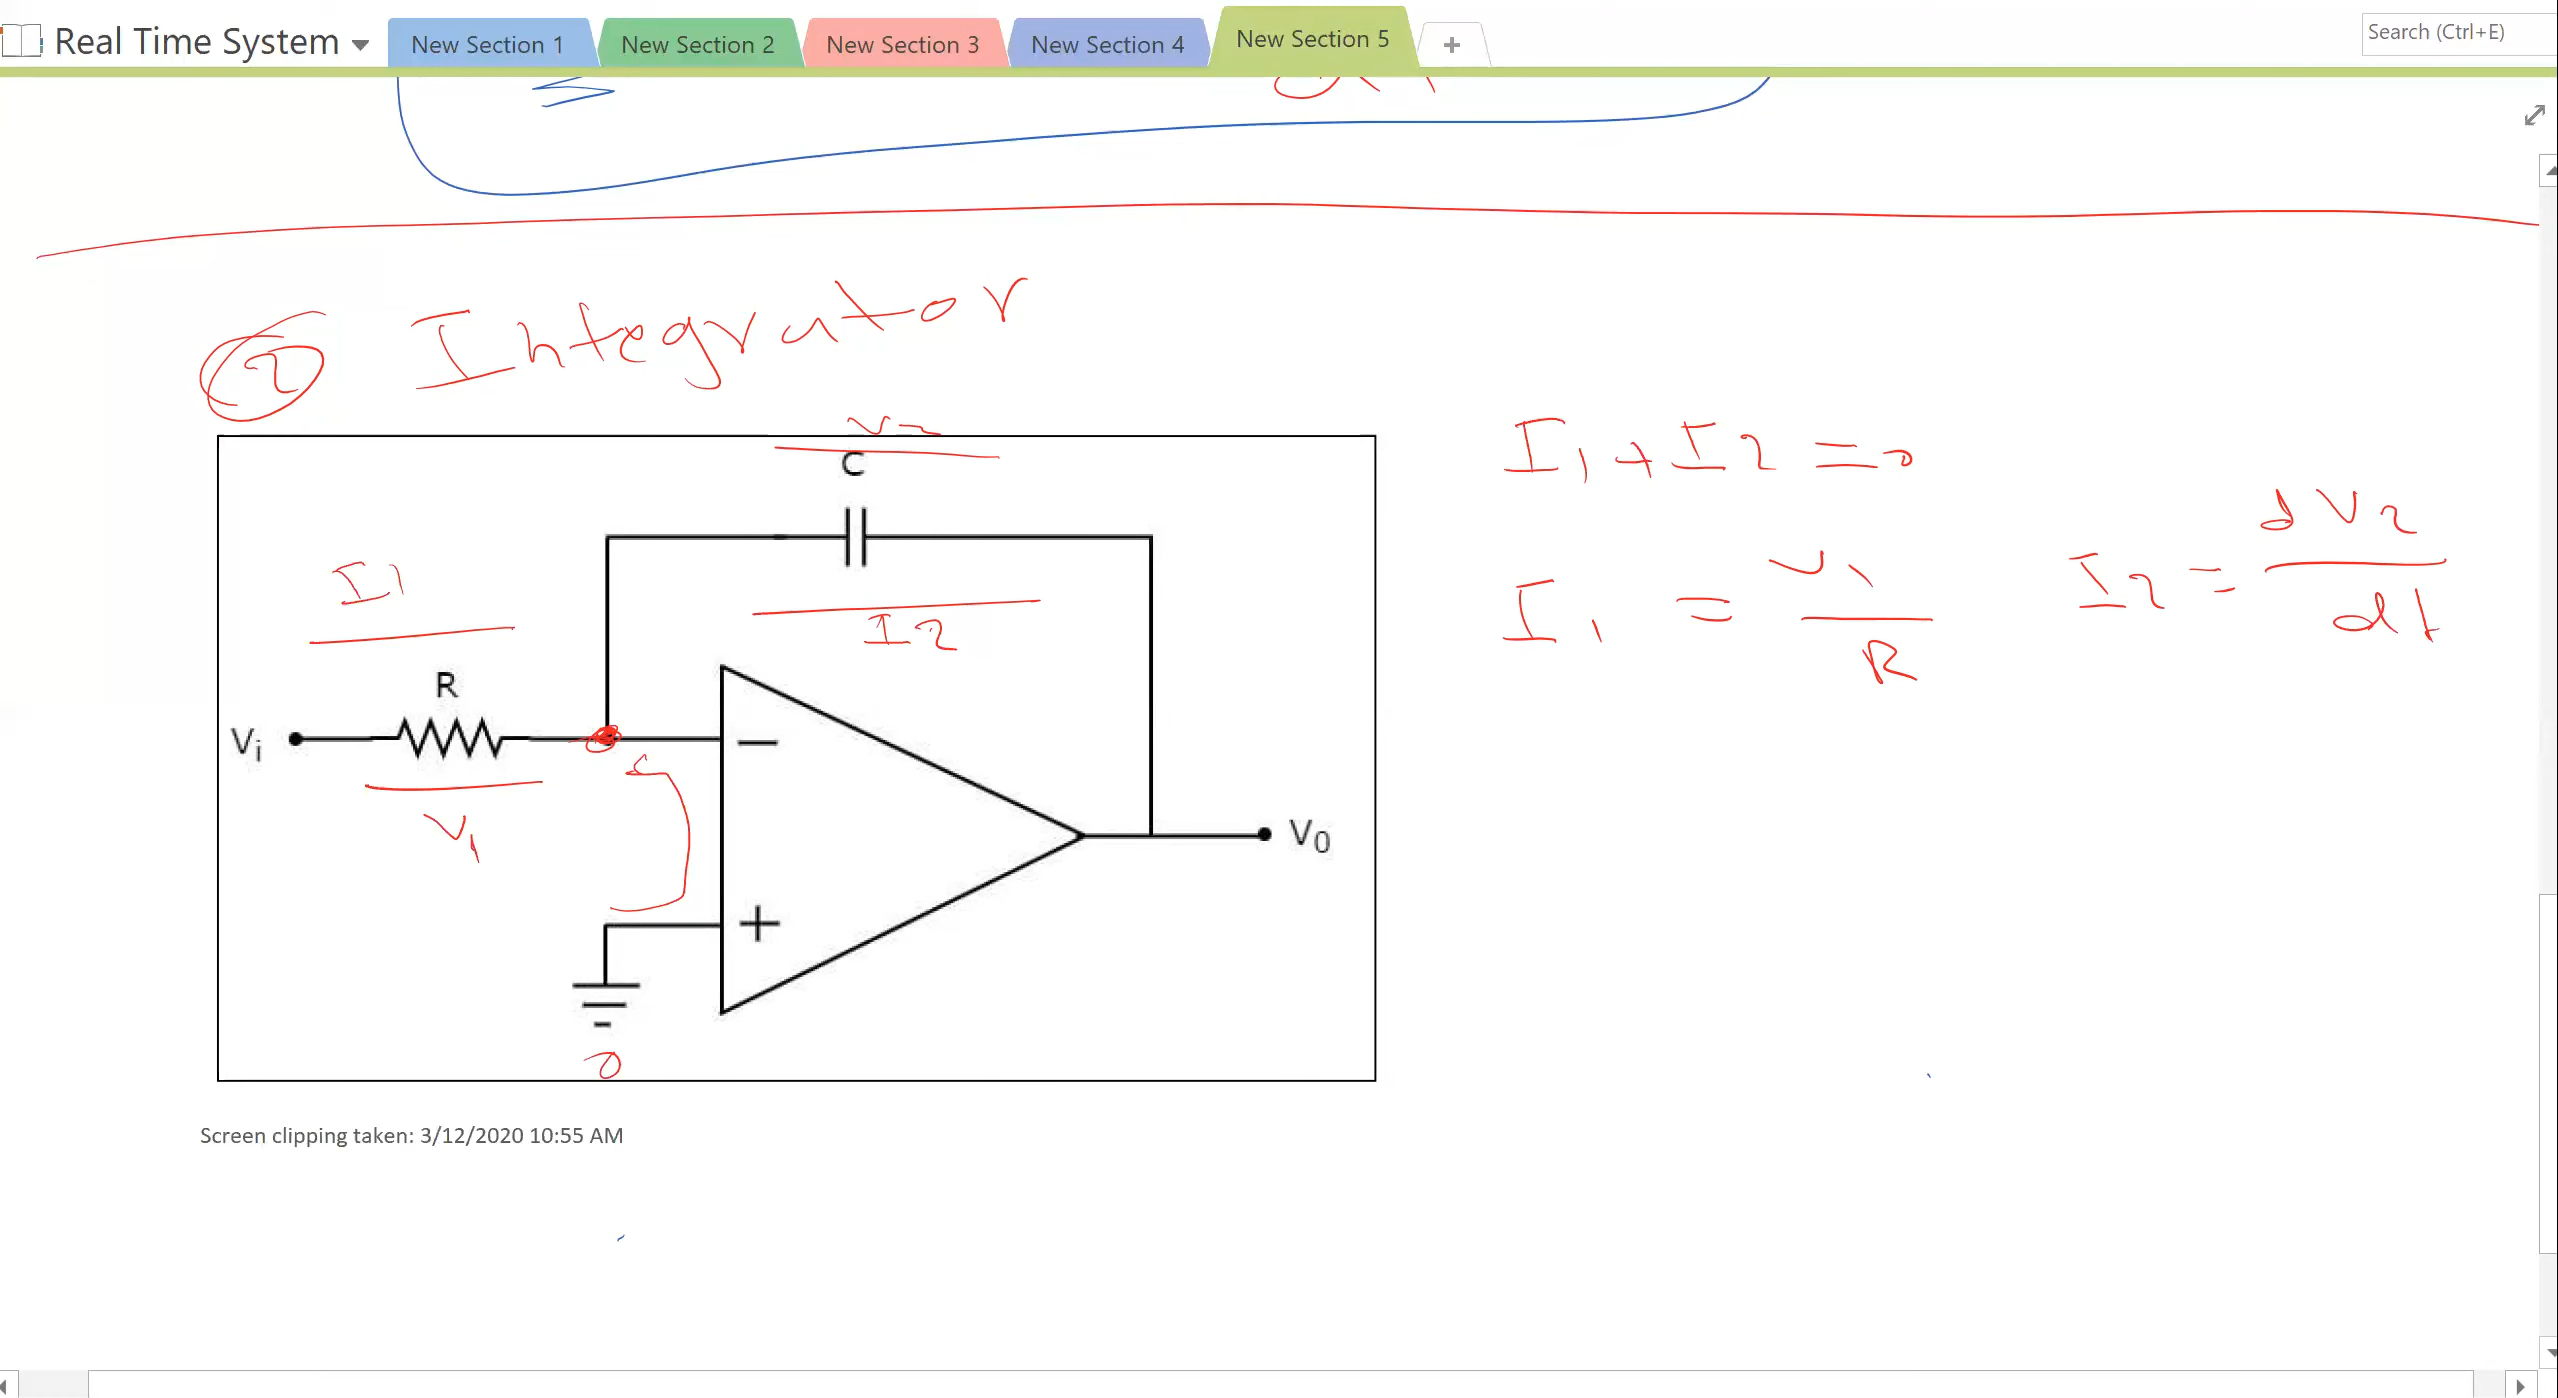 Real Time System
New Section 1
New Section 2
New Section 3
New Section 4
New Section 5
+
Search (Ctrl+E)
2 Integrator
V2
C
I1 + I2 = 0
I1 = V1 / R
I2 = dV2 / dt
I1
I2
R
Vi
−
V1
V0
+
0
Screen clipping taken: 3/12/2020 10:55 AM